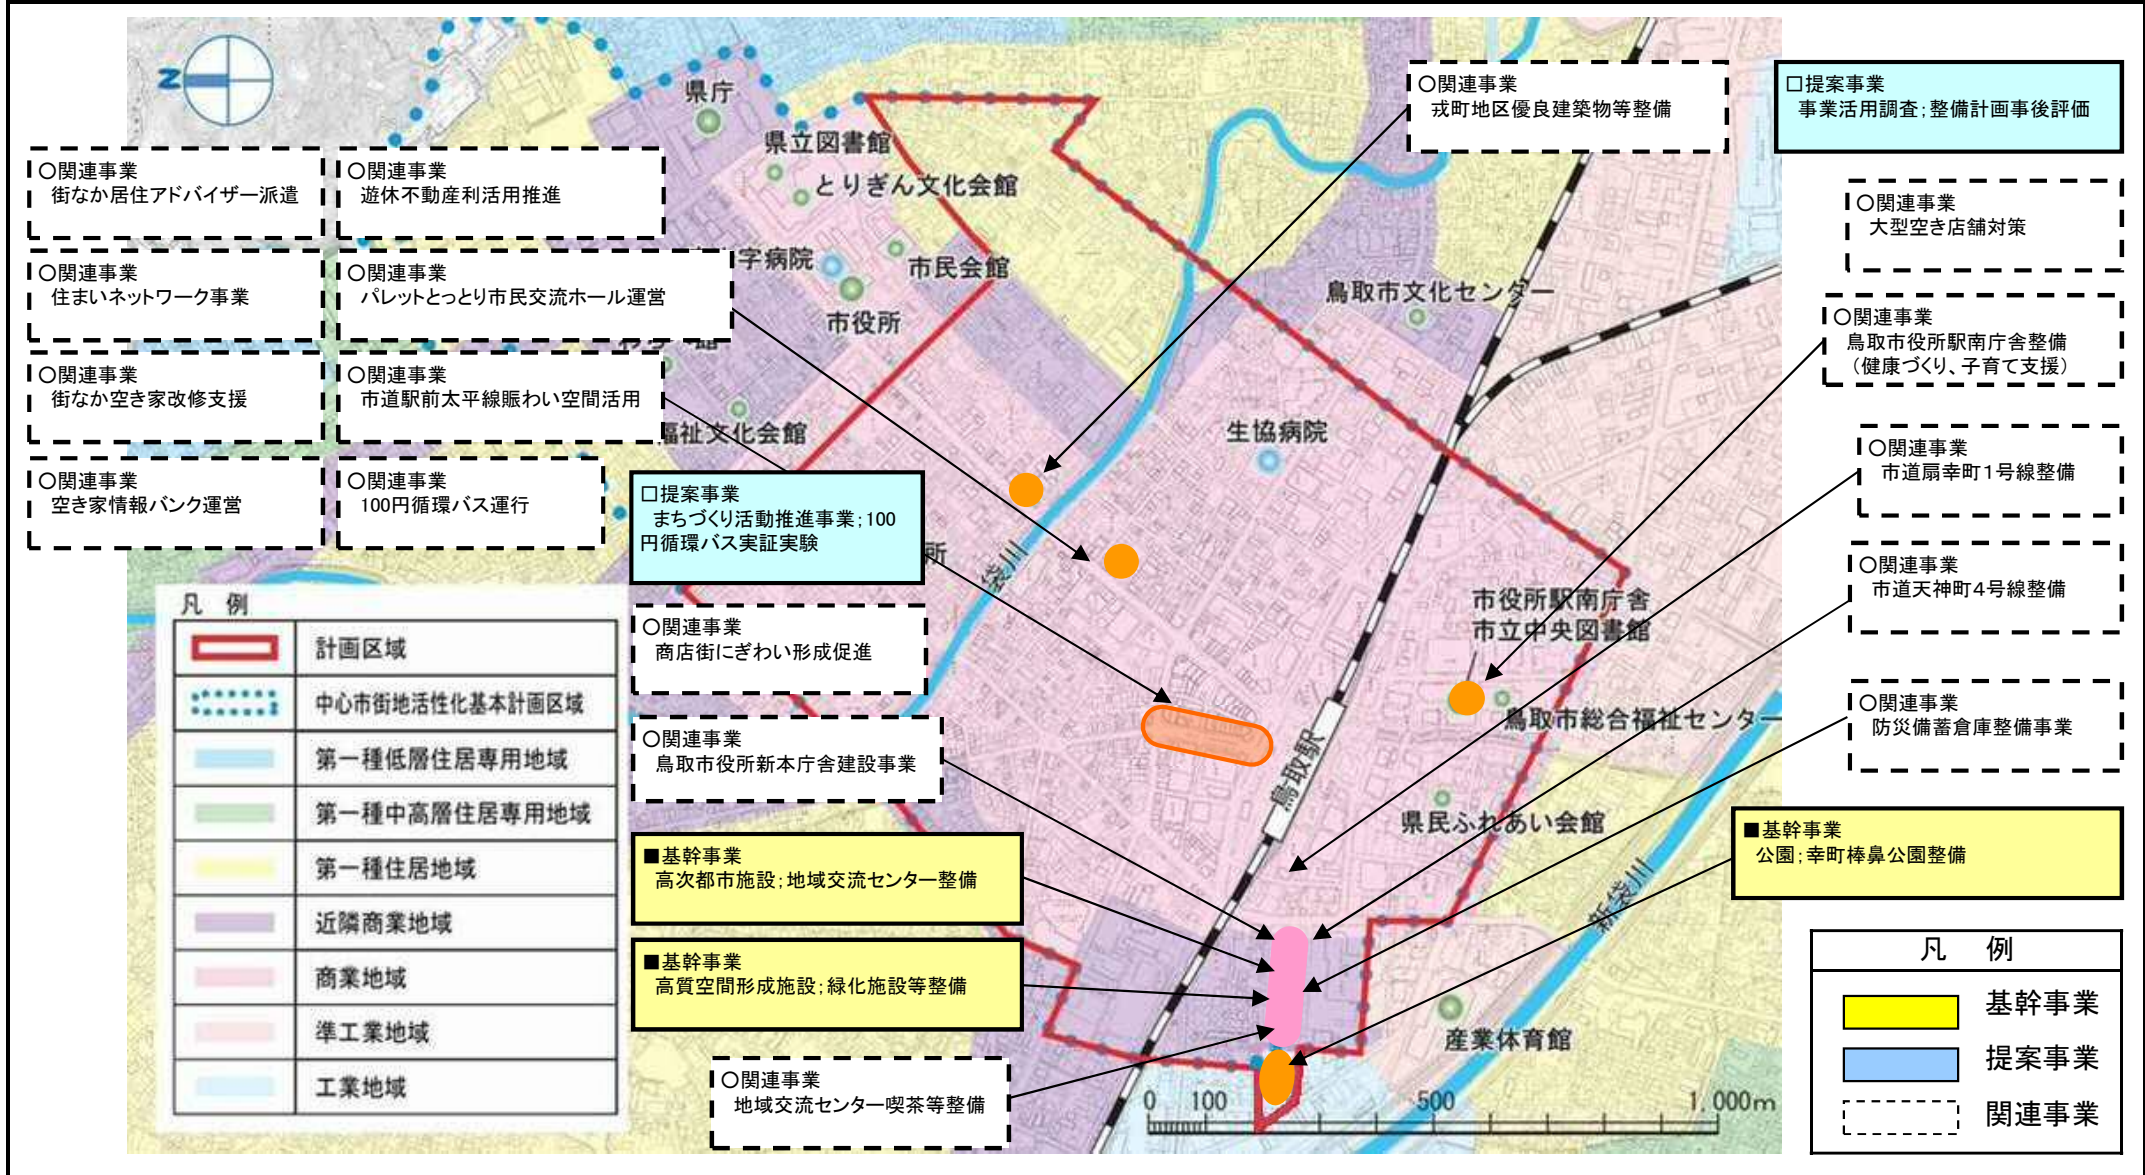 N
○関連事業
街なか居住アドバイザー派遣
○関連事業
遊休不動産利活用推進
○関連事業
住まいネットワーク事業
○関連事業
パレットとっとり市民交流ホール運営
○関連事業
街なか空き家改修支援
○関連事業
市道駅前太平線賑わい空間活用
○関連事業
空き家情報バンク運営
○関連事業
100円循環バス運行
□提案事業
まちづくり活動推進事業;100
円循環バス実証実験
○関連事業
商店街にぎわい形成促進
○関連事業
鳥取市役所新本庁舎建設事業
■基幹事業
高次都市施設;地域交流センター整備
■基幹事業
高質空間形成施設;緑化施設等整備
○関連事業
地域交流センター喫茶等整備
○関連事業
戎町地区優良建築物等整備
□提案事業
事業活用調査;整備計画事後評価
○関連事業
大型空き店舗対策
○関連事業
鳥取市役所駅南庁舎整備
(健康づくり、子育て支援)
○関連事業
市道扇幸町1号線整備
○関連事業
市道天神町4号線整備
○関連事業
防災備蓄倉庫整備事業
■基幹事業
公園;幸町棒鼻公園整備
県庁
県立図書館
とりぎん文化会館
字病院
市民会館
市役所
館
福祉文化会館
所
袋川
鳥取市文化センター
生協病院
市役所駅南庁舎
市立中央図書館
鳥取市総合福祉センター
鳥取駅
県民ふれあい会館
新袋川
産業体育館
0 100 500 1,000m
凡 例
計画区域
中心市街地活性化基本計画区域
第一種低層住居専用地域
第一種中高層住居専用地域
第一種住居地域
近隣商業地域
商業地域
準工業地域
工業地域
凡 例
基幹事業
提案事業
関連事業